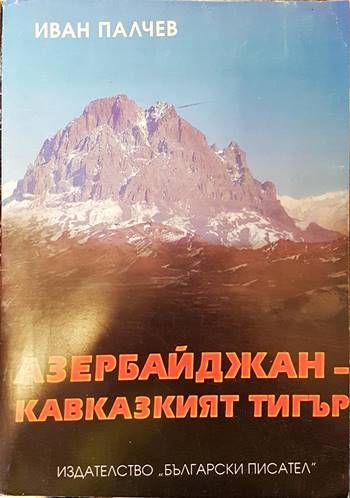 ИВАН ПАЛЧЕВ
АЗЕРБАЙДЖАН –
КАВКАЗКИЯТ ТИГЪР
ИЗДАТЕЛСТВО „БЪЛГАРСКИ ПИСАТЕЛ”